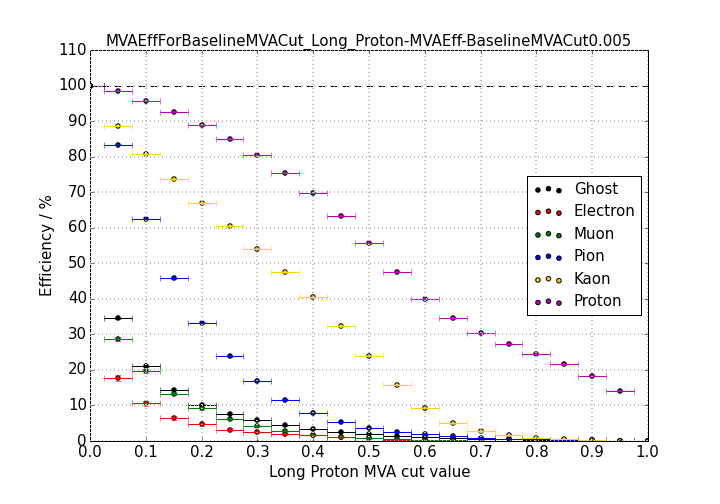 MVAEffForBaselineMVACut_Long_Proton-MVAEff-BaselineMVACut0.005
110
100
90
80
70
60
50
40
30
20
10
0
Efficiency / %
Ghost
Electron
Muon
Pion
Kaon
Proton
0.0 0.1 0.2 0.3 0.4 0.5 0.6 0.7 0.8 0.9 1.0
Long Proton MVA cut value